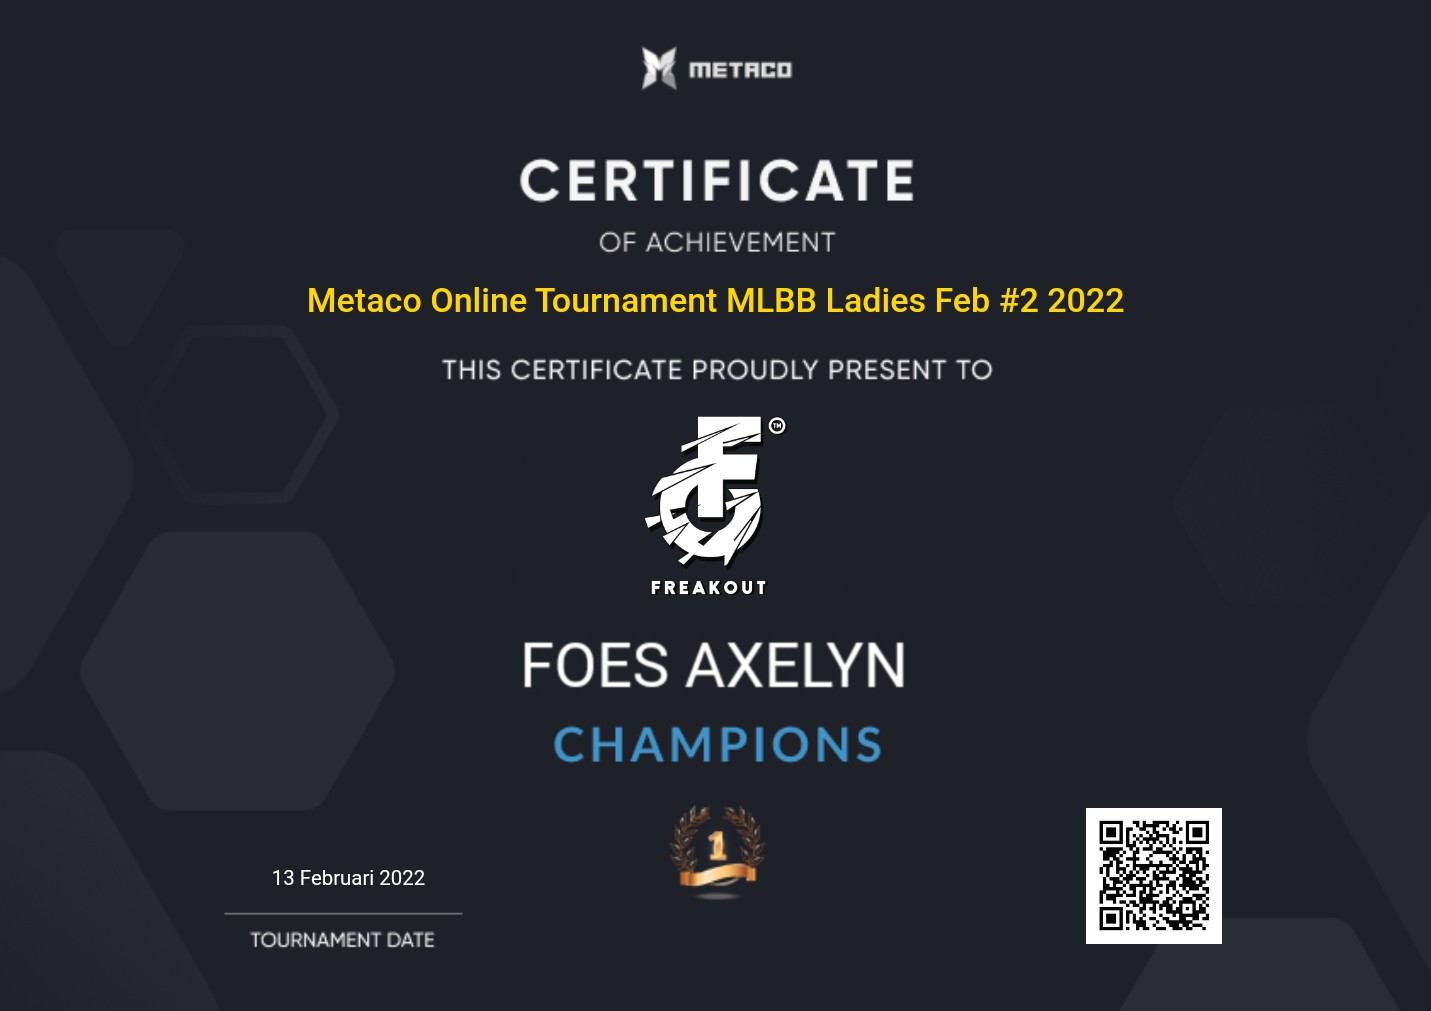 METACO
CERTIFICATE
OF ACHIEVEMENT
Metaco Online Tournament MLBB Ladies Feb #2 2022
THIS CERTIFICATE PROUDLY PRESENT TO
TM
FREAKOUT
FOES AXELYN
CHAMPIONS
1
13 Februari 2022
TOURNAMENT DATE